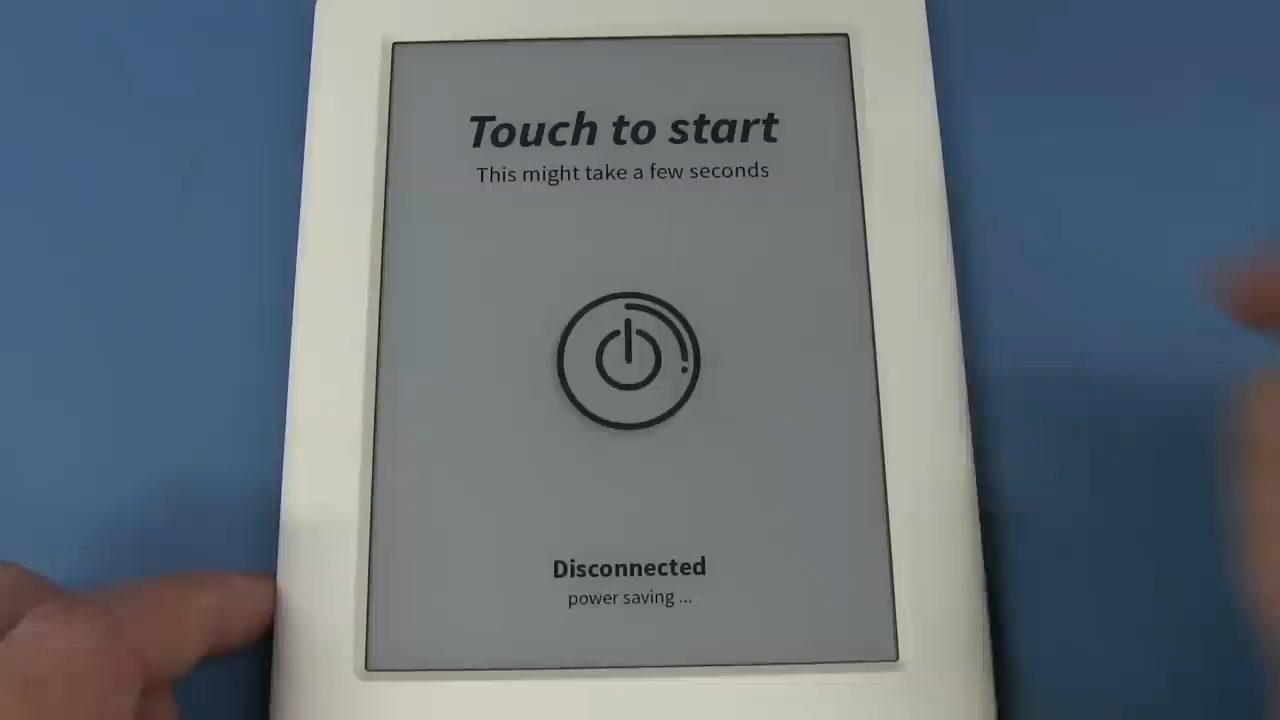 Touch to start
This might take a few seconds
Disconnected
power saving ...